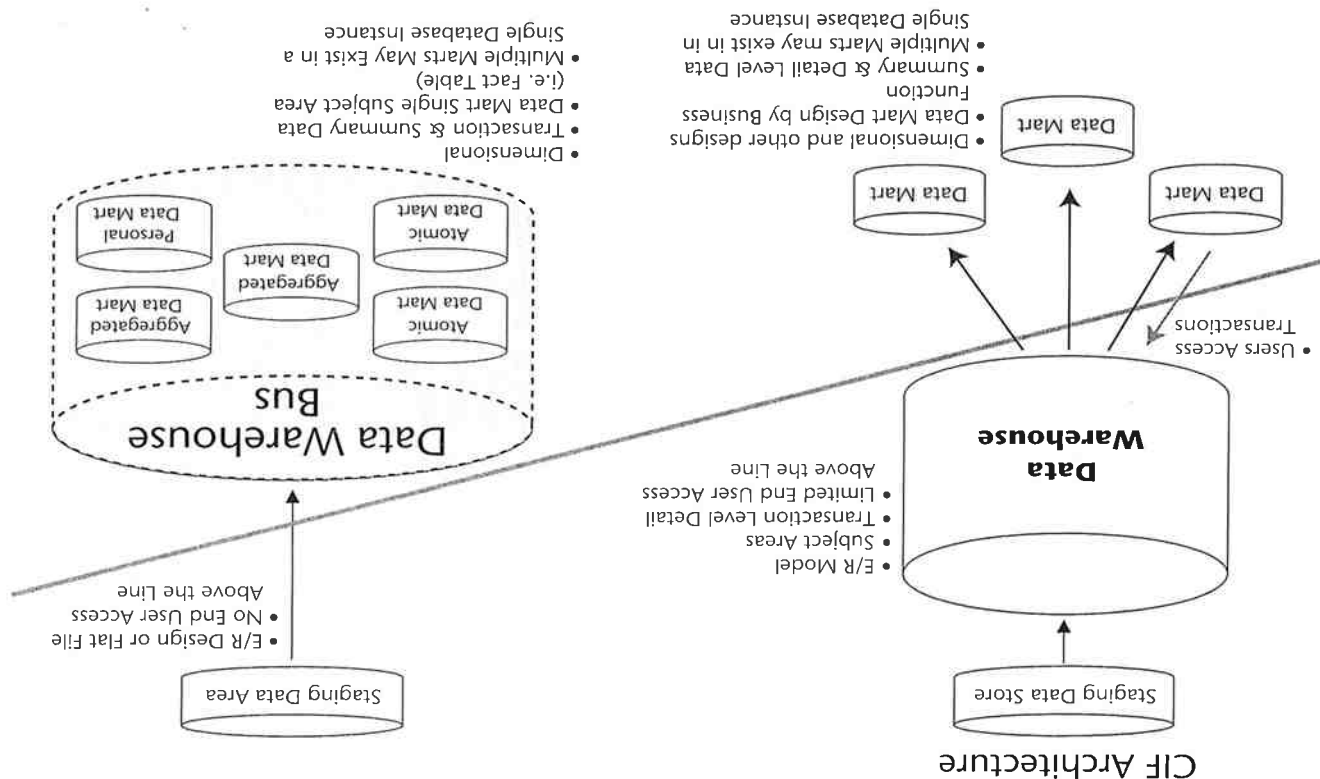 CIF Architecture
Staging Data Store
Data
Warehouse
• E/R Model
• Subject Areas
• Transaction Level Detail
• Limited End User Access
Above the Line
• Users Access
Transactions
Data Mart
Data Mart
Data Mart
• Dimensional and other designs
• Data Mart Design by Business
Function
• Summary & Detail Level Data
• Multiple Marts may exist in in
Single Database Instance
Staging Data Area
• E/R Design or Flat File
• No End User Access
Above the Line
Data Warehouse
Bus
Atomic
Data Mart
Aggregated
Data Mart
Aggregated
Data Mart
Atomic
Data Mart
Personal
Data Mart
• Dimensional
• Transaction & Summary Data
• Data Mart Single Subject Area
(i.e. Fact Table)
• Multiple Marts May Exist in a
Single Database Instance